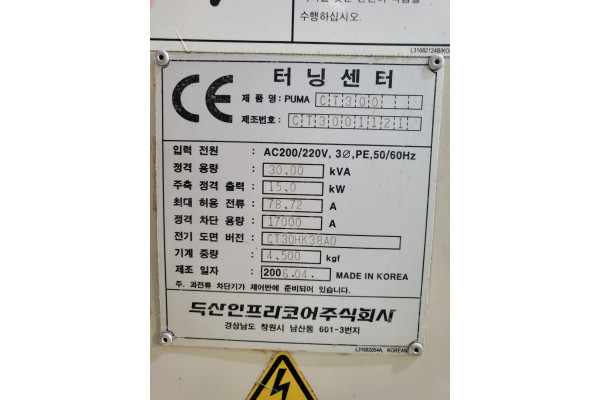 수행하십시오.
L31682124B/KO
CE
터닝센터
제 품 명: PUMA CT300
제조번호: CT3001121
입력 전원 : AC200/220V, 3Ø,PE,50/60Hz
정격 용량 : 30.00 kVA
주축 정격 출력 : 15.0 kW
최대 허용 전류 : 78.72 A
정격 차단 용량 : 17000 A
전기 도면 버전 : CT30HK38A0
기계 중량 : 4,500 kgf
제조 일자 : 2006.04. MADE IN KOREA
주. 과전류 차단기가 제어반에 준비되어 있습니다.
두산인프라코어주식회사
경상남도 창원시 남산동 601-3번지
L31682054A, KOREAN